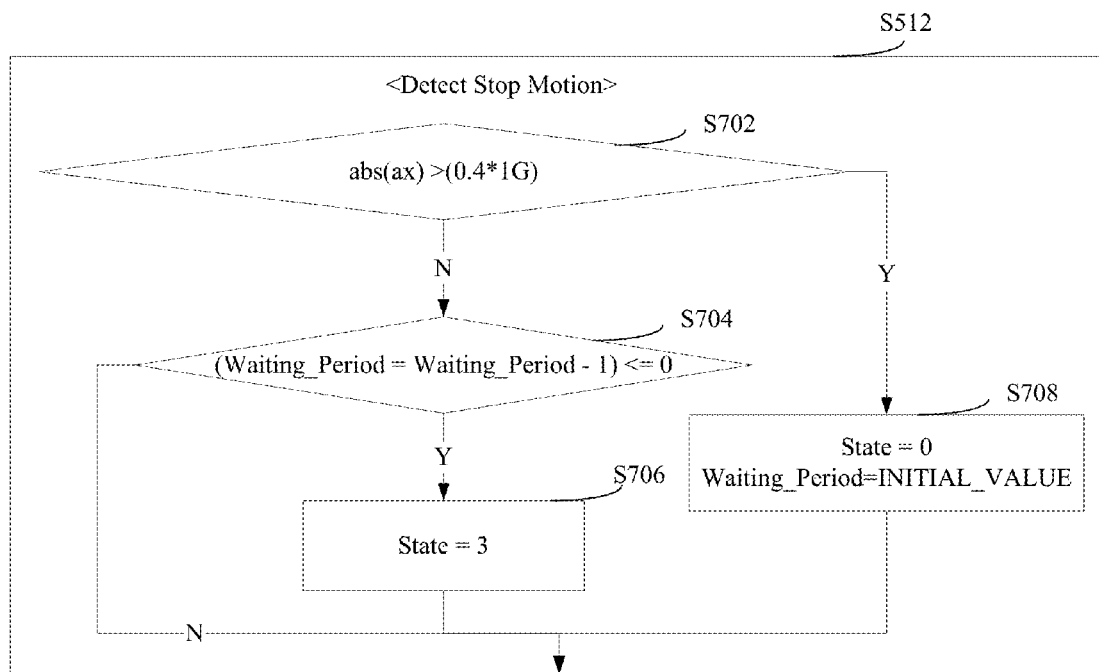 S512
<Detect Stop Motion>
S702
abs(ax) >(0.4*1G)
N
Y
S704
(Waiting_Period = Waiting_Period - 1) <= 0
S708
Y
State = 0
Waiting_Period=INITIAL_VALUE
S706
State = 3
N